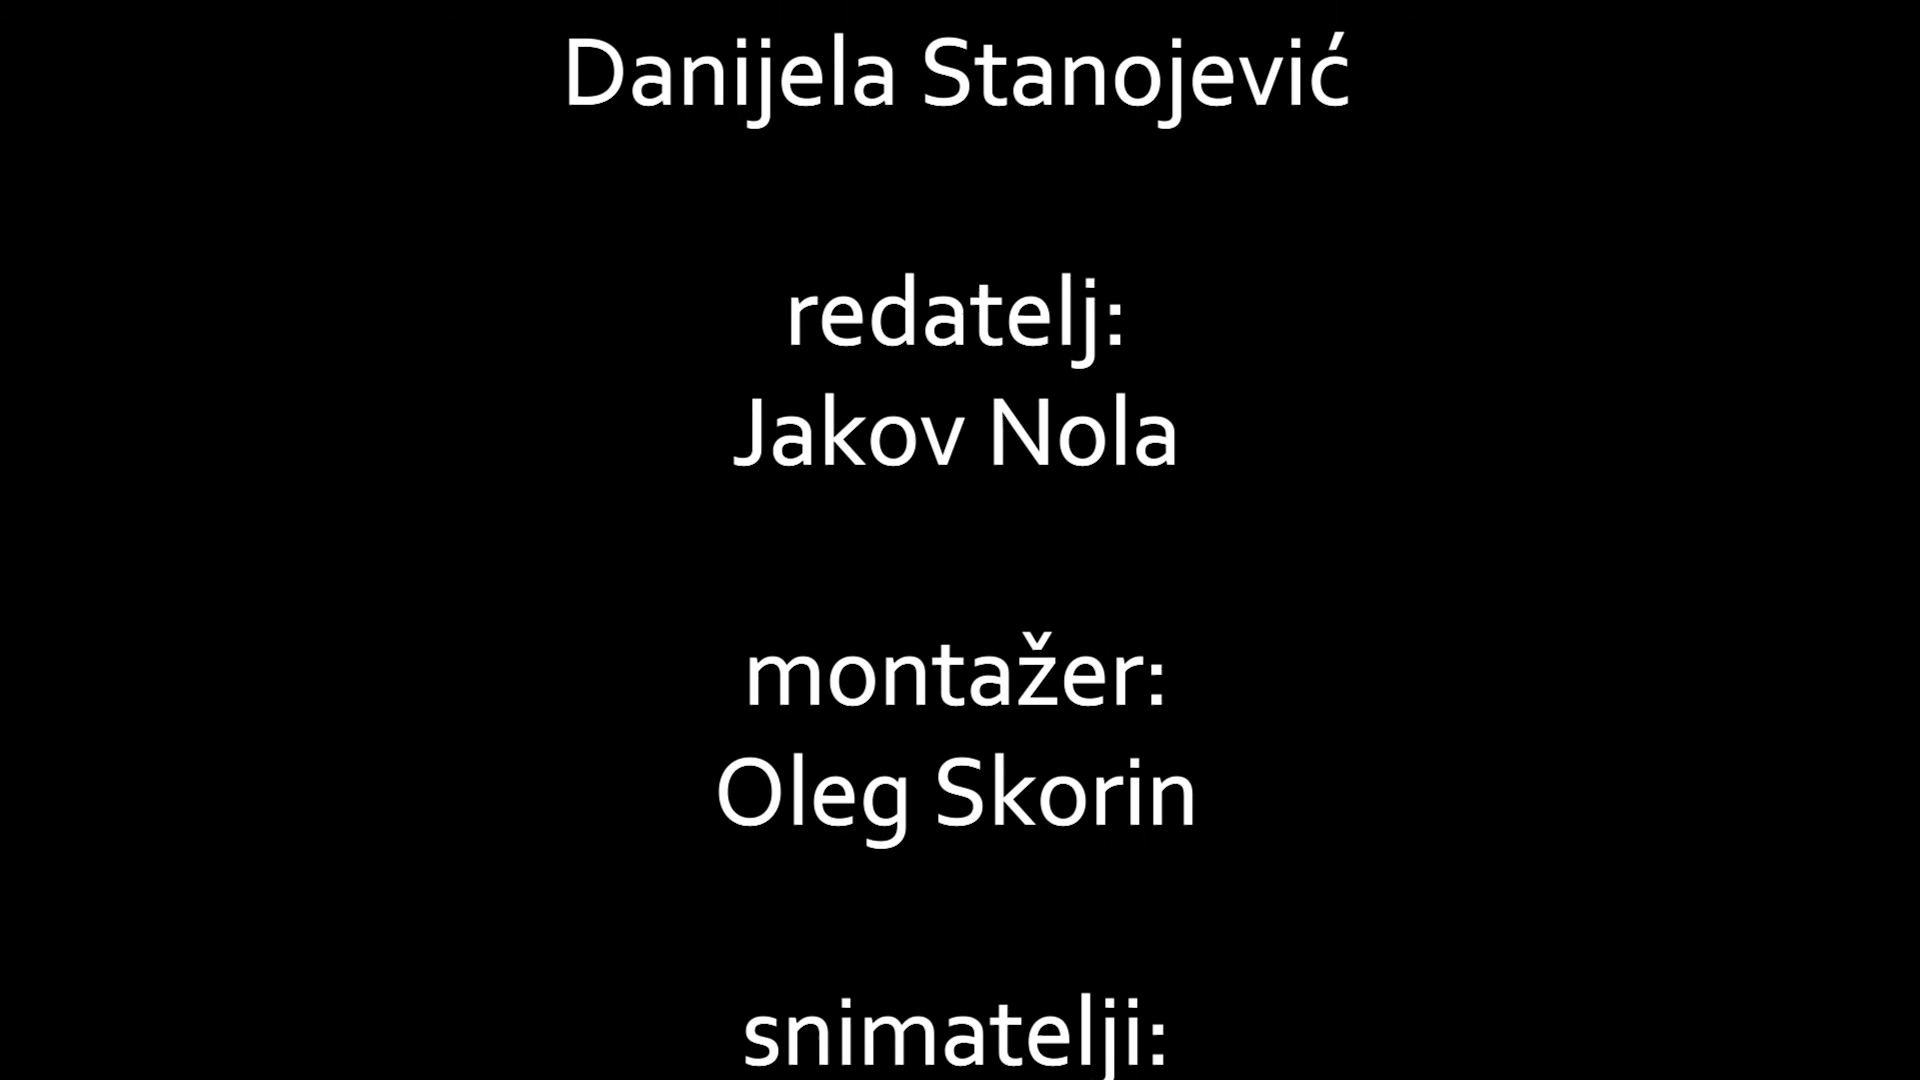 Danijela Stanojević
redatelj:
Jakov Nola
montažer:
Oleg Skorin
snimatelji: